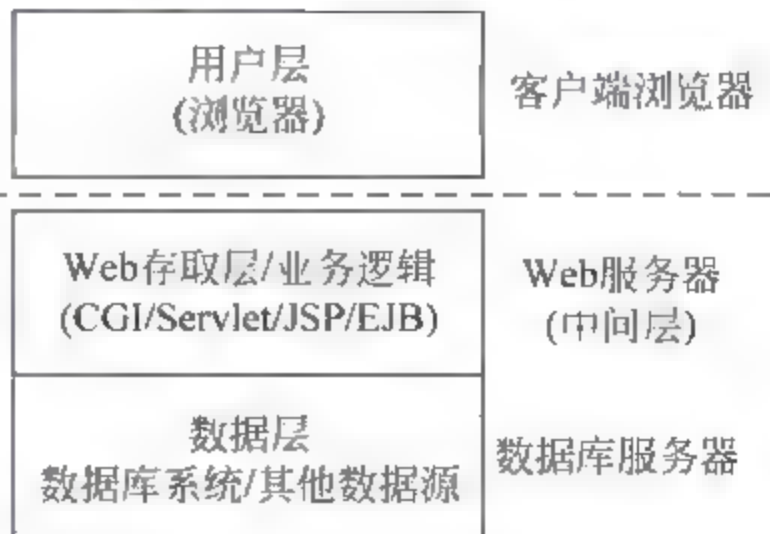 用户层
(浏览器)
客户端浏览器
Web存取层/业务逻辑
(CGI/Servlet/JSP/EJB)
Web服务器
(中间层)
数据层
数据库系统/其他数据源
数据库服务器